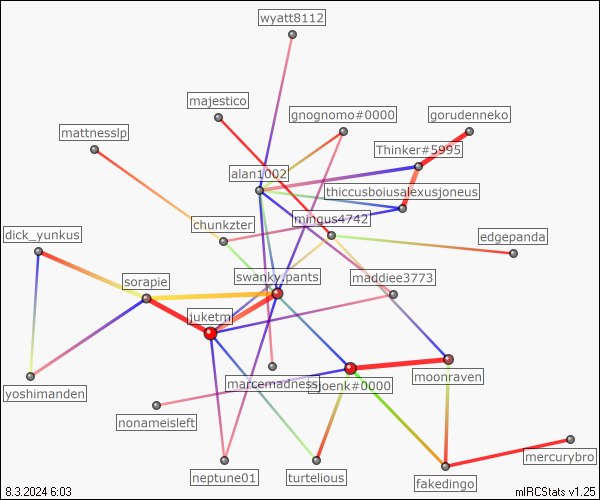 wyatt8112
majestico
gnognomo#0000
gorudenneko
mattnesslp
Thinker#5995
alan1002
thiccusboiusalexusjoneus
chunkzter
mingus4742
dick_yunkus
edgepanda
sorapie
swanky.pants
maddiee3773
juketm
marcemadness
joenk#0000
moonraven
yoshimanden
nonameisleft
neptune01
turtelious
fakedingo
mercurybro
8.3.2024 6:03
mIRCStats v1.25